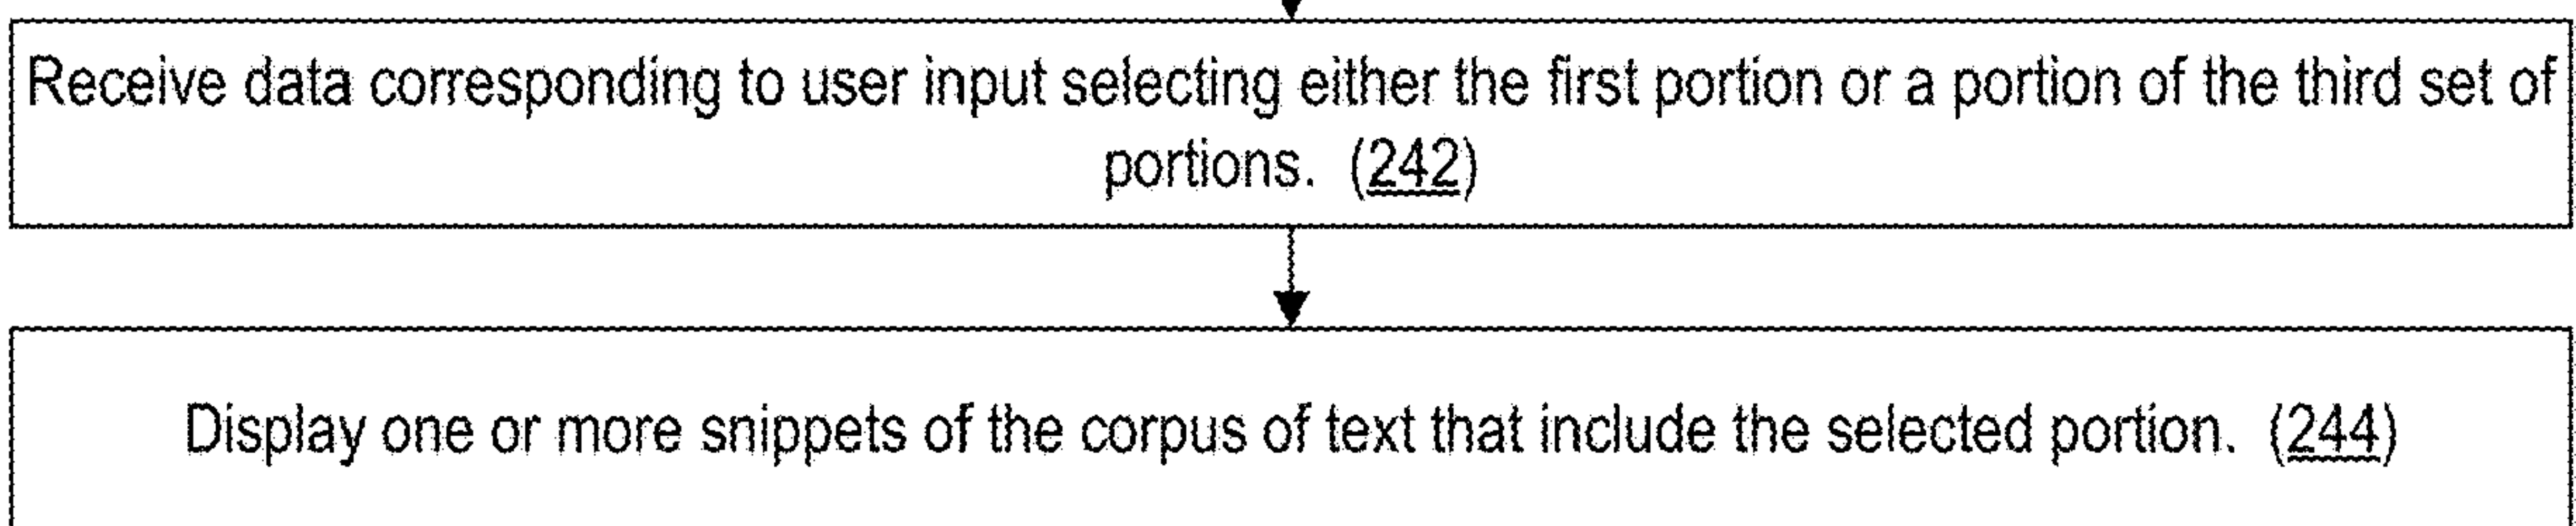 Receive data corresponding to user input selecting either the first portion or a portion of the third set of
portions. (242)
Display one or more snippets of the corpus of text that include the selected portion. (244)